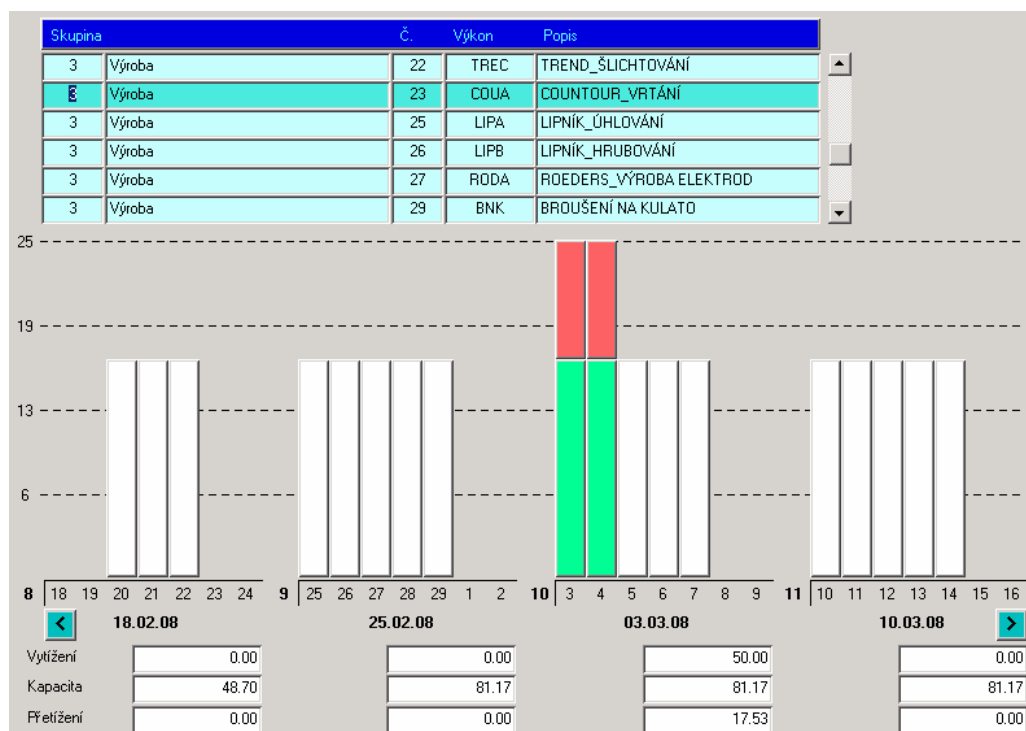 Skupina Č. Výkon Popis
3 Výroba 22 TREC TREND_ŠLICHTOVÁNÍ
3 Výroba 23 COUA COUNTOUR_VRTÁNÍ
3 Výroba 25 LIPA LIPNÍK_ÚHLOVÁNÍ
3 Výroba 26 LIPB LIPNÍK_HRUBOVÁNÍ
3 Výroba 27 RODA ROEDERS_VÝROBA ELEKTROD
3 Výroba 29 BNK BROUŠENÍ NA KULATO
25
19
13
6
8 18 19 20 21 22 23 24 9 25 26 27 28 29 1 2 10 3 4 5 6 7 8 9 11 10 11 12 13 14 15 16
< 18.02.08 25.02.08 03.03.08 10.03.08 >
Vytížení 0.00 0.00 50.00 0.00
Kapacita 48.70 81.17 81.17 81.17
Přetížení 0.00 0.00 17.53 0.00